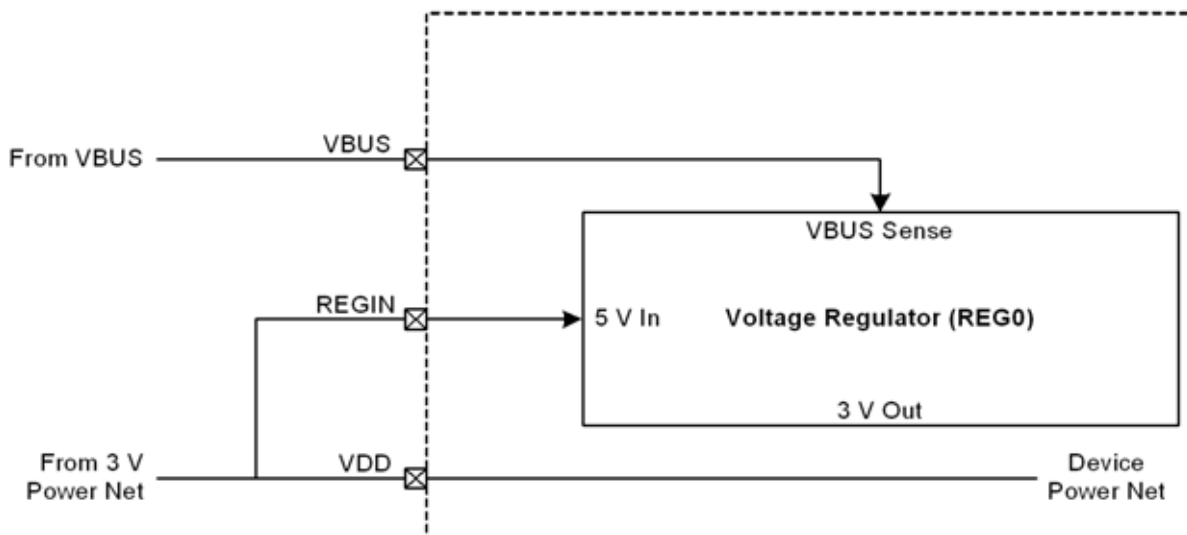 VBUS
From VBUS
VBUS Sense
REGIN
5 V In
Voltage Regulator (REG0)
3 V Out
From 3 V
Power Net
VDD
Device
Power Net